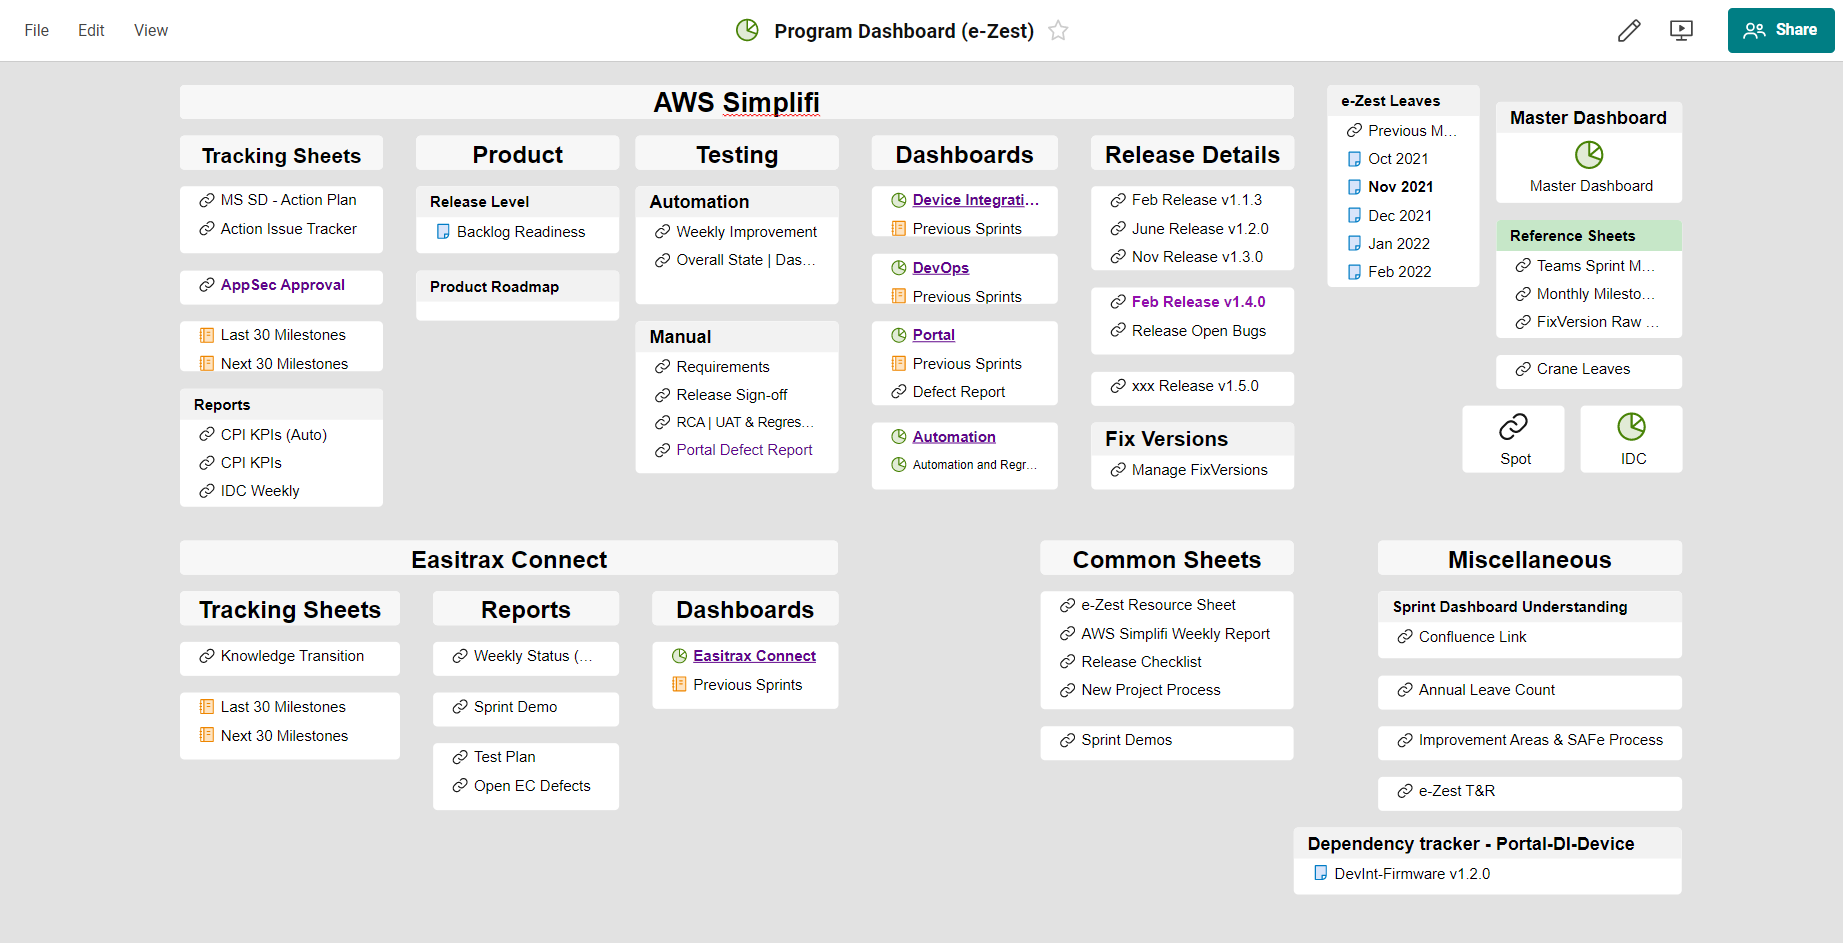 File Edit View
Program Dashboard (e-Zest)
Share
AWS Simplifi
Tracking Sheets
MS SD - Action Plan
Action Issue Tracker
AppSec Approval
Last 30 Milestones
Next 30 Milestones
Reports
CPI KPIs (Auto)
CPI KPIs
IDC Weekly
Product
Release Level
Backlog Readiness
Product Roadmap
Testing
Automation
Weekly Improvement
Overall State | Das...
Manual
Requirements
Release Sign-off
RCA | UAT & Regres...
Portal Defect Report
Dashboards
Device Integrati...
Previous Sprints
DevOps
Previous Sprints
Portal
Previous Sprints
Defect Report
Automation
Automation and Regr...
Release Details
Feb Release v1.1.3
June Release v1.2.0
Nov Release v1.3.0
Feb Release v1.4.0
Release Open Bugs
xxx Release v1.5.0
Fix Versions
Manage FixVersions
e-Zest Leaves
Previous M...
Oct 2021
Nov 2021
Dec 2021
Jan 2022
Feb 2022
Master Dashboard
Master Dashboard
Reference Sheets
Teams Sprint M...
Monthly Milesto...
FixVersion Raw ...
Crane Leaves
Spot
IDC
Easitrax Connect
Tracking Sheets
Knowledge Transition
Last 30 Milestones
Next 30 Milestones
Reports
Weekly Status (...
Sprint Demo
Test Plan
Open EC Defects
Dashboards
Easitrax Connect
Previous Sprints
Common Sheets
e-Zest Resource Sheet
AWS Simplifi Weekly Report
Release Checklist
New Project Process
Sprint Demos
Miscellaneous
Sprint Dashboard Understanding
Confluence Link
Annual Leave Count
Improvement Areas & SAFe Process
e-Zest T&R
Dependency tracker - Portal-DI-Device
DevInt-Firmware v1.2.0